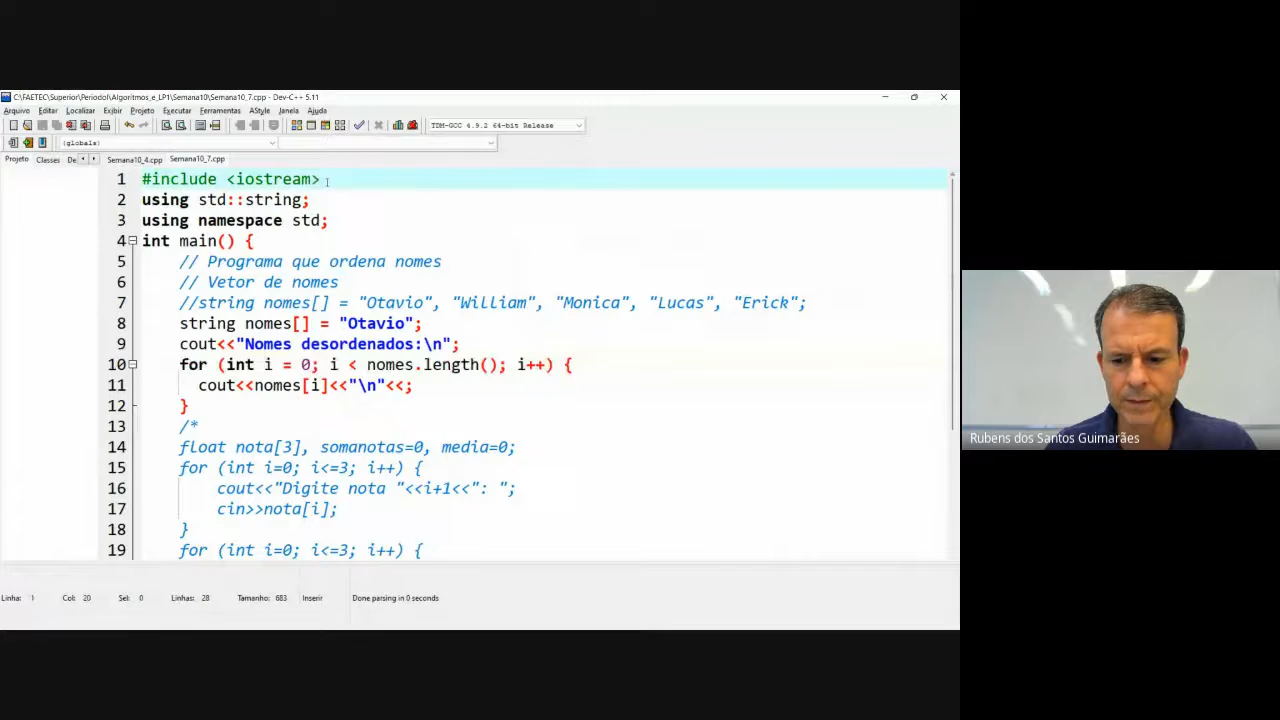 C:\FAETEC\Superior\PeriodoI\Algoritmos_e_LP1\Semana10\Semana10_7.cpp - Dev-C++ 5.11
Arquivo Editar Localizar Exibir Projeto Executar Ferramentas AStyle Janela Ajuda
TDM-GCC 4.9.2 64-bit Release
(globals)
Projeto Classes De Semana10_4.cpp Semana10_7.cpp
1 #include <iostream>
2 using std::string;
3 using namespace std;
4 int main() {
5 // Programa que ordena nomes
6 // Vetor de nomes
7 //string nomes[] = "Otavio", "William", "Monica", "Lucas", "Erick";
8 string nomes[] = "Otavio";
9 cout<<"Nomes desordenados:\n";
10 for (int i = 0; i < nomes.length(); i++) {
11 cout<<nomes[i]<<"\n"<<;
12 }
13 /*
14 float nota[3], somanotas=0, media=0;
15 for (int i=0; i<=3; i++) {
16 cout<<"Digite nota "<<i+1<<": ";
17 cin>>nota[i];
18 }
19 for (int i=0; i<=3; i++) {
Linha: 1 Col: 20 Sel: 0 Linhas: 28 Tamanho: 683 Inserir Done parsing in 0 seconds
Rubens dos Santos Guimarães